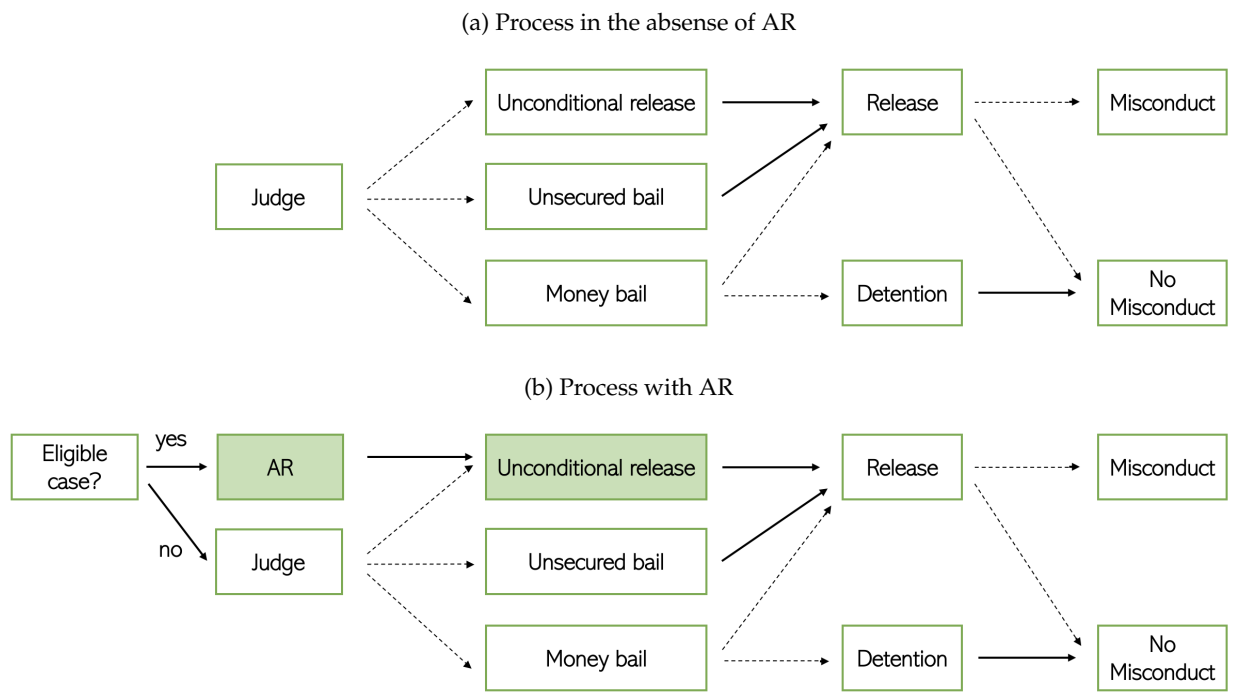 (a) Process in the absense of AR
Unconditional release
Release
Misconduct
Judge
Unsecured bail
Money bail
Detention
No
Misconduct
(b) Process with AR
Eligible
case?
yes
no
AR
Unconditional release
Release
Misconduct
Judge
Unsecured bail
Money bail
Detention
No
Misconduct